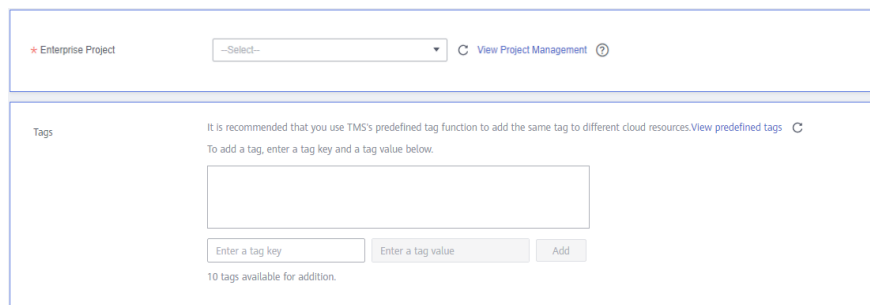 * Enterprise Project --Select-- View Project Management ?
Tags It is recommended that you use TMS's predefined tag function to add the same tag to different cloud resources.View predefined tags
To add a tag, enter a tag key and a tag value below.
Enter a tag key Enter a tag value Add
10 tags available for addition.